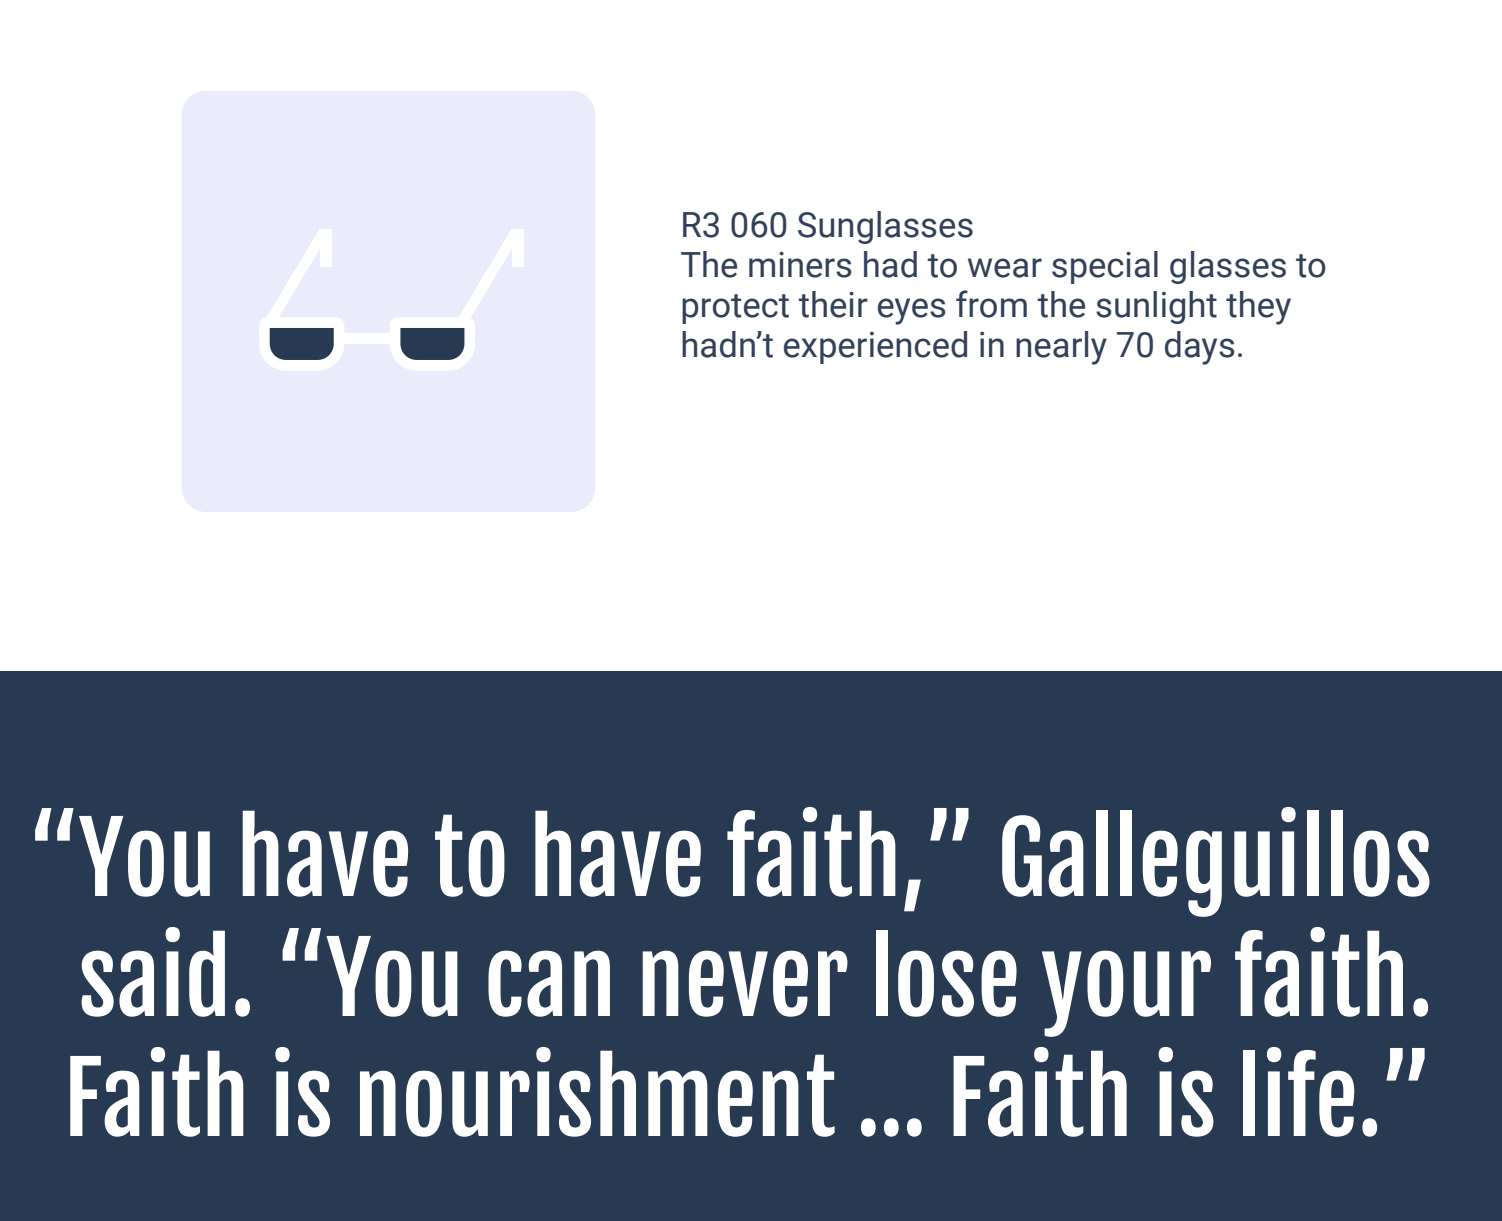 R3 060 Sunglasses
The miners had to wear special glasses to
protect their eyes from the sunlight they
hadn’t experienced in nearly 70 days.
“You have to have faith,” Galleguillos
said. “You can never lose your faith.
Faith is nourishment ... Faith is life.”